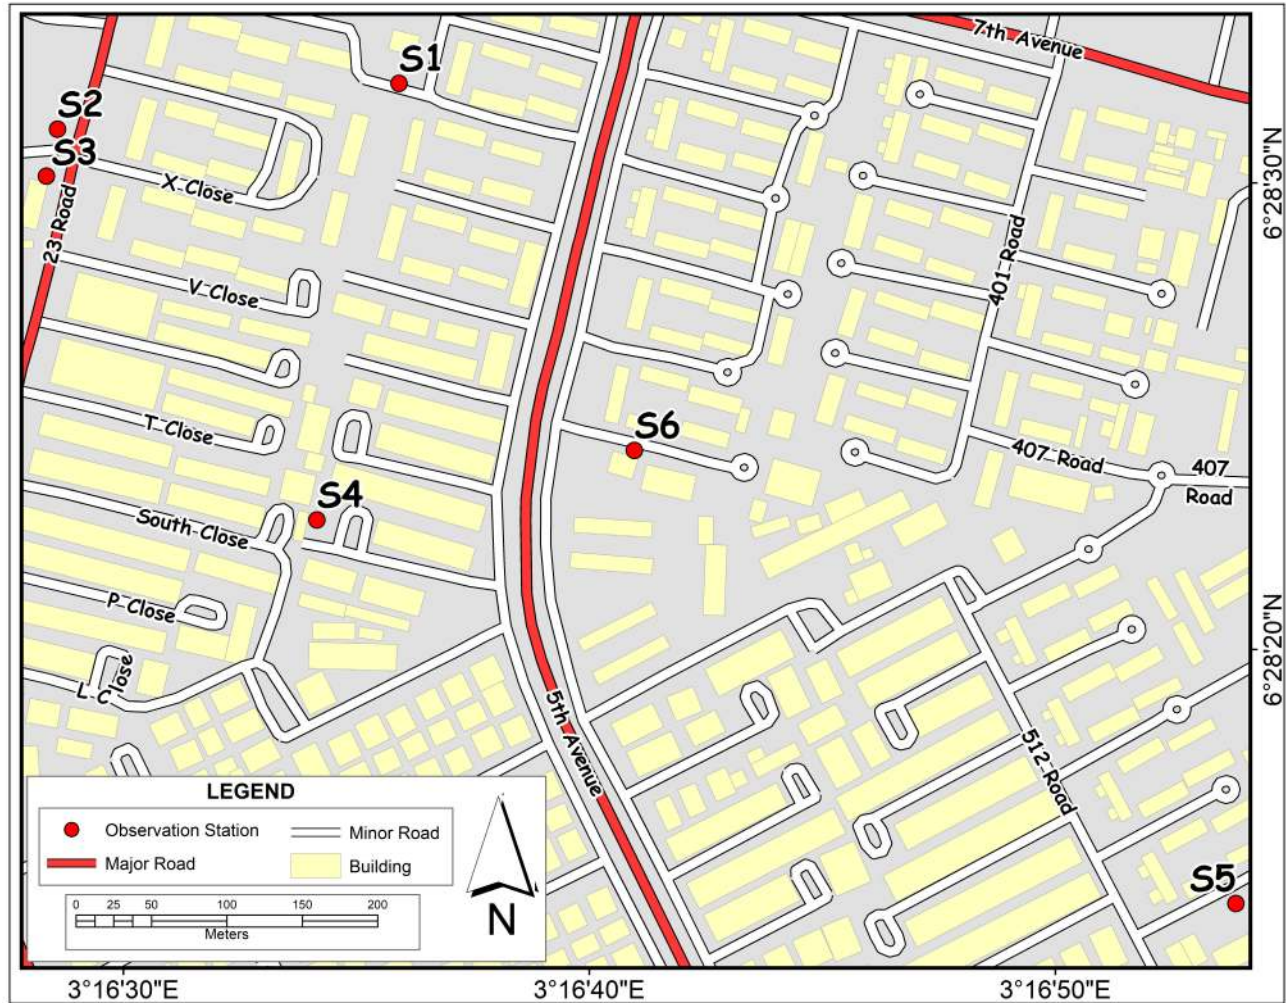 7th Avenue
S1
S2
S3
X Close
23 Road
6°28'30"N
V Close
401 Road
T Close
S6
407 Road
407
Road
S4
South Close
P Close
L Close
6°28'20"N
5th Avenue
512 Road
S5
LEGEND
Observation Station
Minor Road
Major Road
Building
0 25 50 100 150 200
Meters
N
3°16'30"E 3°16'40"E 3°16'50"E